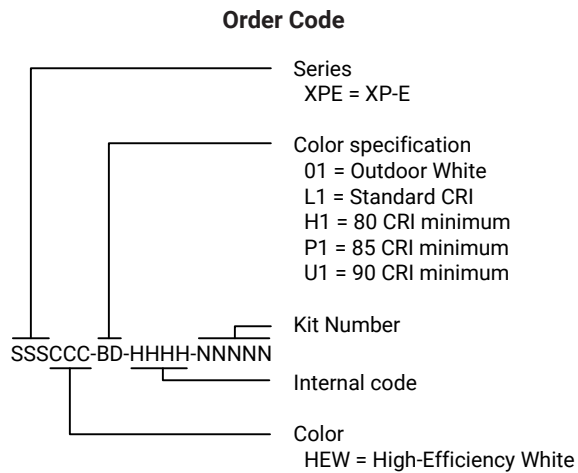 Order Code
Series
XPE = XP-E
Color specification
01 = Outdoor White
L1 = Standard CRI
H1 = 80 CRI minimum
P1 = 85 CRI minimum
U1 = 90 CRI minimum
Kit Number
SSSCCC-BD-HHHH-NNNNN
Internal code
Color
HEW = High-Efficiency White